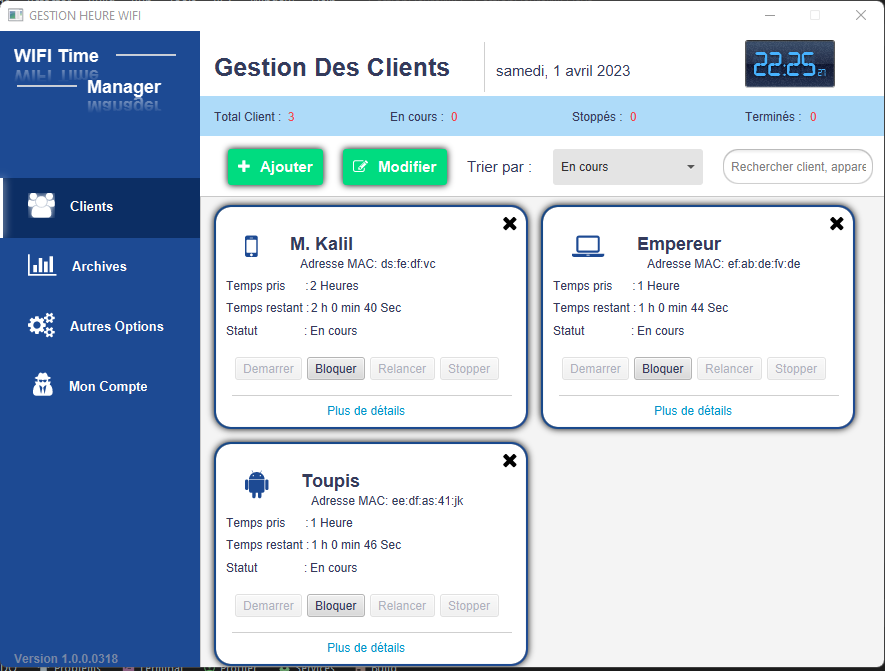 GESTION HEURE WIFI
WIFI Time
Manager
Clients
Archives
Autres Options
Mon Compte
Version 1.0.0.0318
Gestion Des Clients
samedi, 1 avril 2023
22:25 27
Total Client : 3
En cours : 0
Stoppés : 0
Terminés : 0
Ajouter
Modifier
Trier par :
En cours
Rechercher client, appare
M. Kalil
Adresse MAC: ds:fe:df:vc
Temps pris : 2 Heures
Temps restant : 2 h 0 min 40 Sec
Statut : En cours
Demarrer Bloquer Relancer Stopper
Plus de détails
Empereur
Adresse MAC: ef:ab:de:fv:de
Temps pris : 1 Heure
Temps restant : 1 h 0 min 44 Sec
Statut : En cours
Demarrer Bloquer Relancer Stopper
Plus de détails
Toupis
Adresse MAC: ee:df:as:41:jk
Temps pris : 1 Heure
Temps restant : 1 h 0 min 46 Sec
Statut : En cours
Demarrer Bloquer Relancer Stopper
Plus de détails